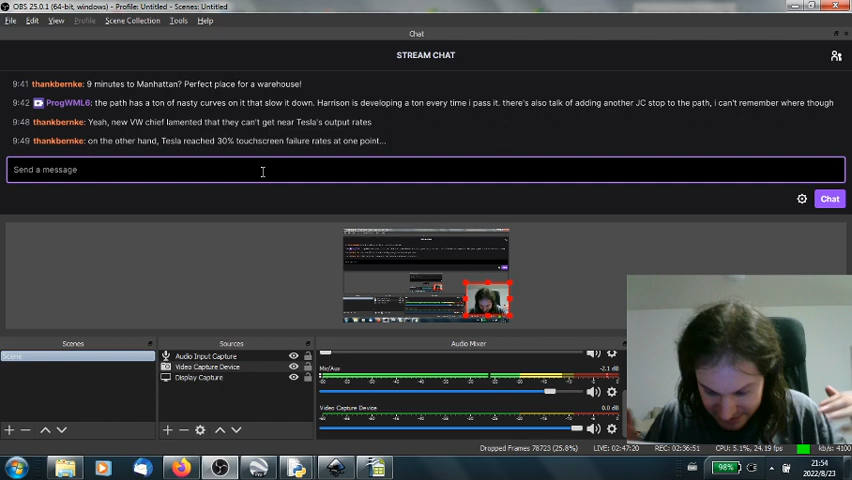 OBS 25.0.1 (64-bit, windows) - Profile: Untitled - Scenes: Untitled
File Edit View Dock Profile Scene Collection Tools Help
Chat
STREAM CHAT
9:41 thankbernke: 9 minutes to Manhattan? Perfect place for a warehouse!
9:42 ProgWML6: the path has a ton of nasty curves on it that slow it down. Harrison is developing a ton every time i pass it. there's also talk of adding another JC stop to the path, i can't remember where though
9:48 thankbernke: Yeah, new VW chief lamented that they can't get near Tesla's output rates
9:49 thankbernke: on the other hand, Tesla reached 30% touchscreen failure rates at one point...
Send a message
Chat
Scenes
Sources
Audio Mixer
Scene
Audio Input Capture
Video Capture Device
Display Capture
Mic/Aux
-2.1 dB
Video Capture Device
0.0 dB
Dropped Frames 78723 (25.8%)
LIVE: 02:47:20
REC: 02:36:51
CPU: 5.1%, 24.19 fps
kb/s: 4100
98%
21:54
2022/8/23